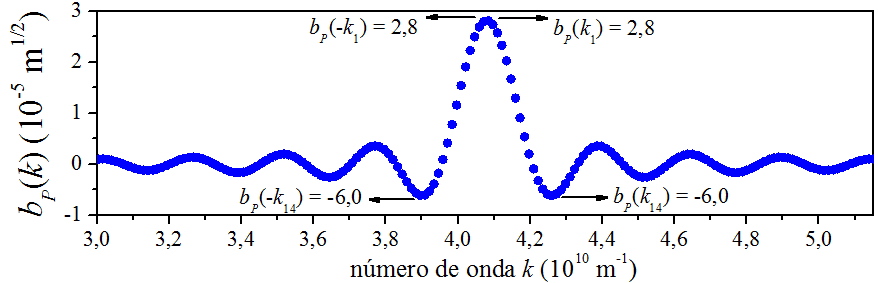 3
b_P(-k_1) = 2,8
b_P(k_1) = 2,8
2
1
0
-1
b_P(k) (10^-5 m^1/2)
b_P(-k_14) = -6,0
b_P(k_14) = -6,0
3,0 3,2 3,4 3,6 3,8 4,0 4,2 4,4 4,6 4,8 5,0
número de onda k (10^10 m^-1)